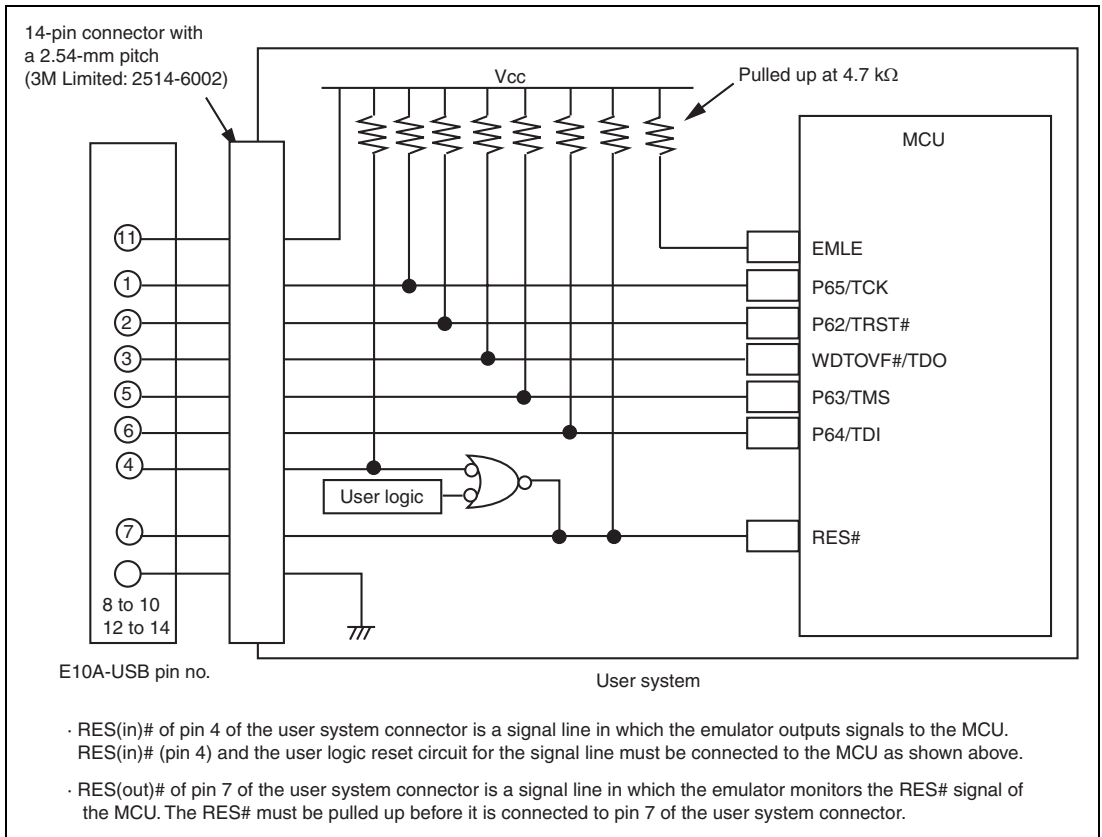 14-pin connector with
a 2.54-mm pitch
(3M Limited: 2514-6002)
Vcc
Pulled up at 4.7 kΩ
MCU
11
EMLE
1
P65/TCK
2
P62/TRST#
3
WDTOVF#/TDO
5
P63/TMS
6
P64/TDI
4
User logic
7
RES#
8 to 10
12 to 14
E10A-USB pin no.
User system
· RES(in)# of pin 4 of the user system connector is a signal line in which the emulator outputs signals to the MCU.
RES(in)# (pin 4) and the user logic reset circuit for the signal line must be connected to the MCU as shown above.
· RES(out)# of pin 7 of the user system connector is a signal line in which the emulator monitors the RES# signal of
the MCU. The RES# must be pulled up before it is connected to pin 7 of the user system connector.